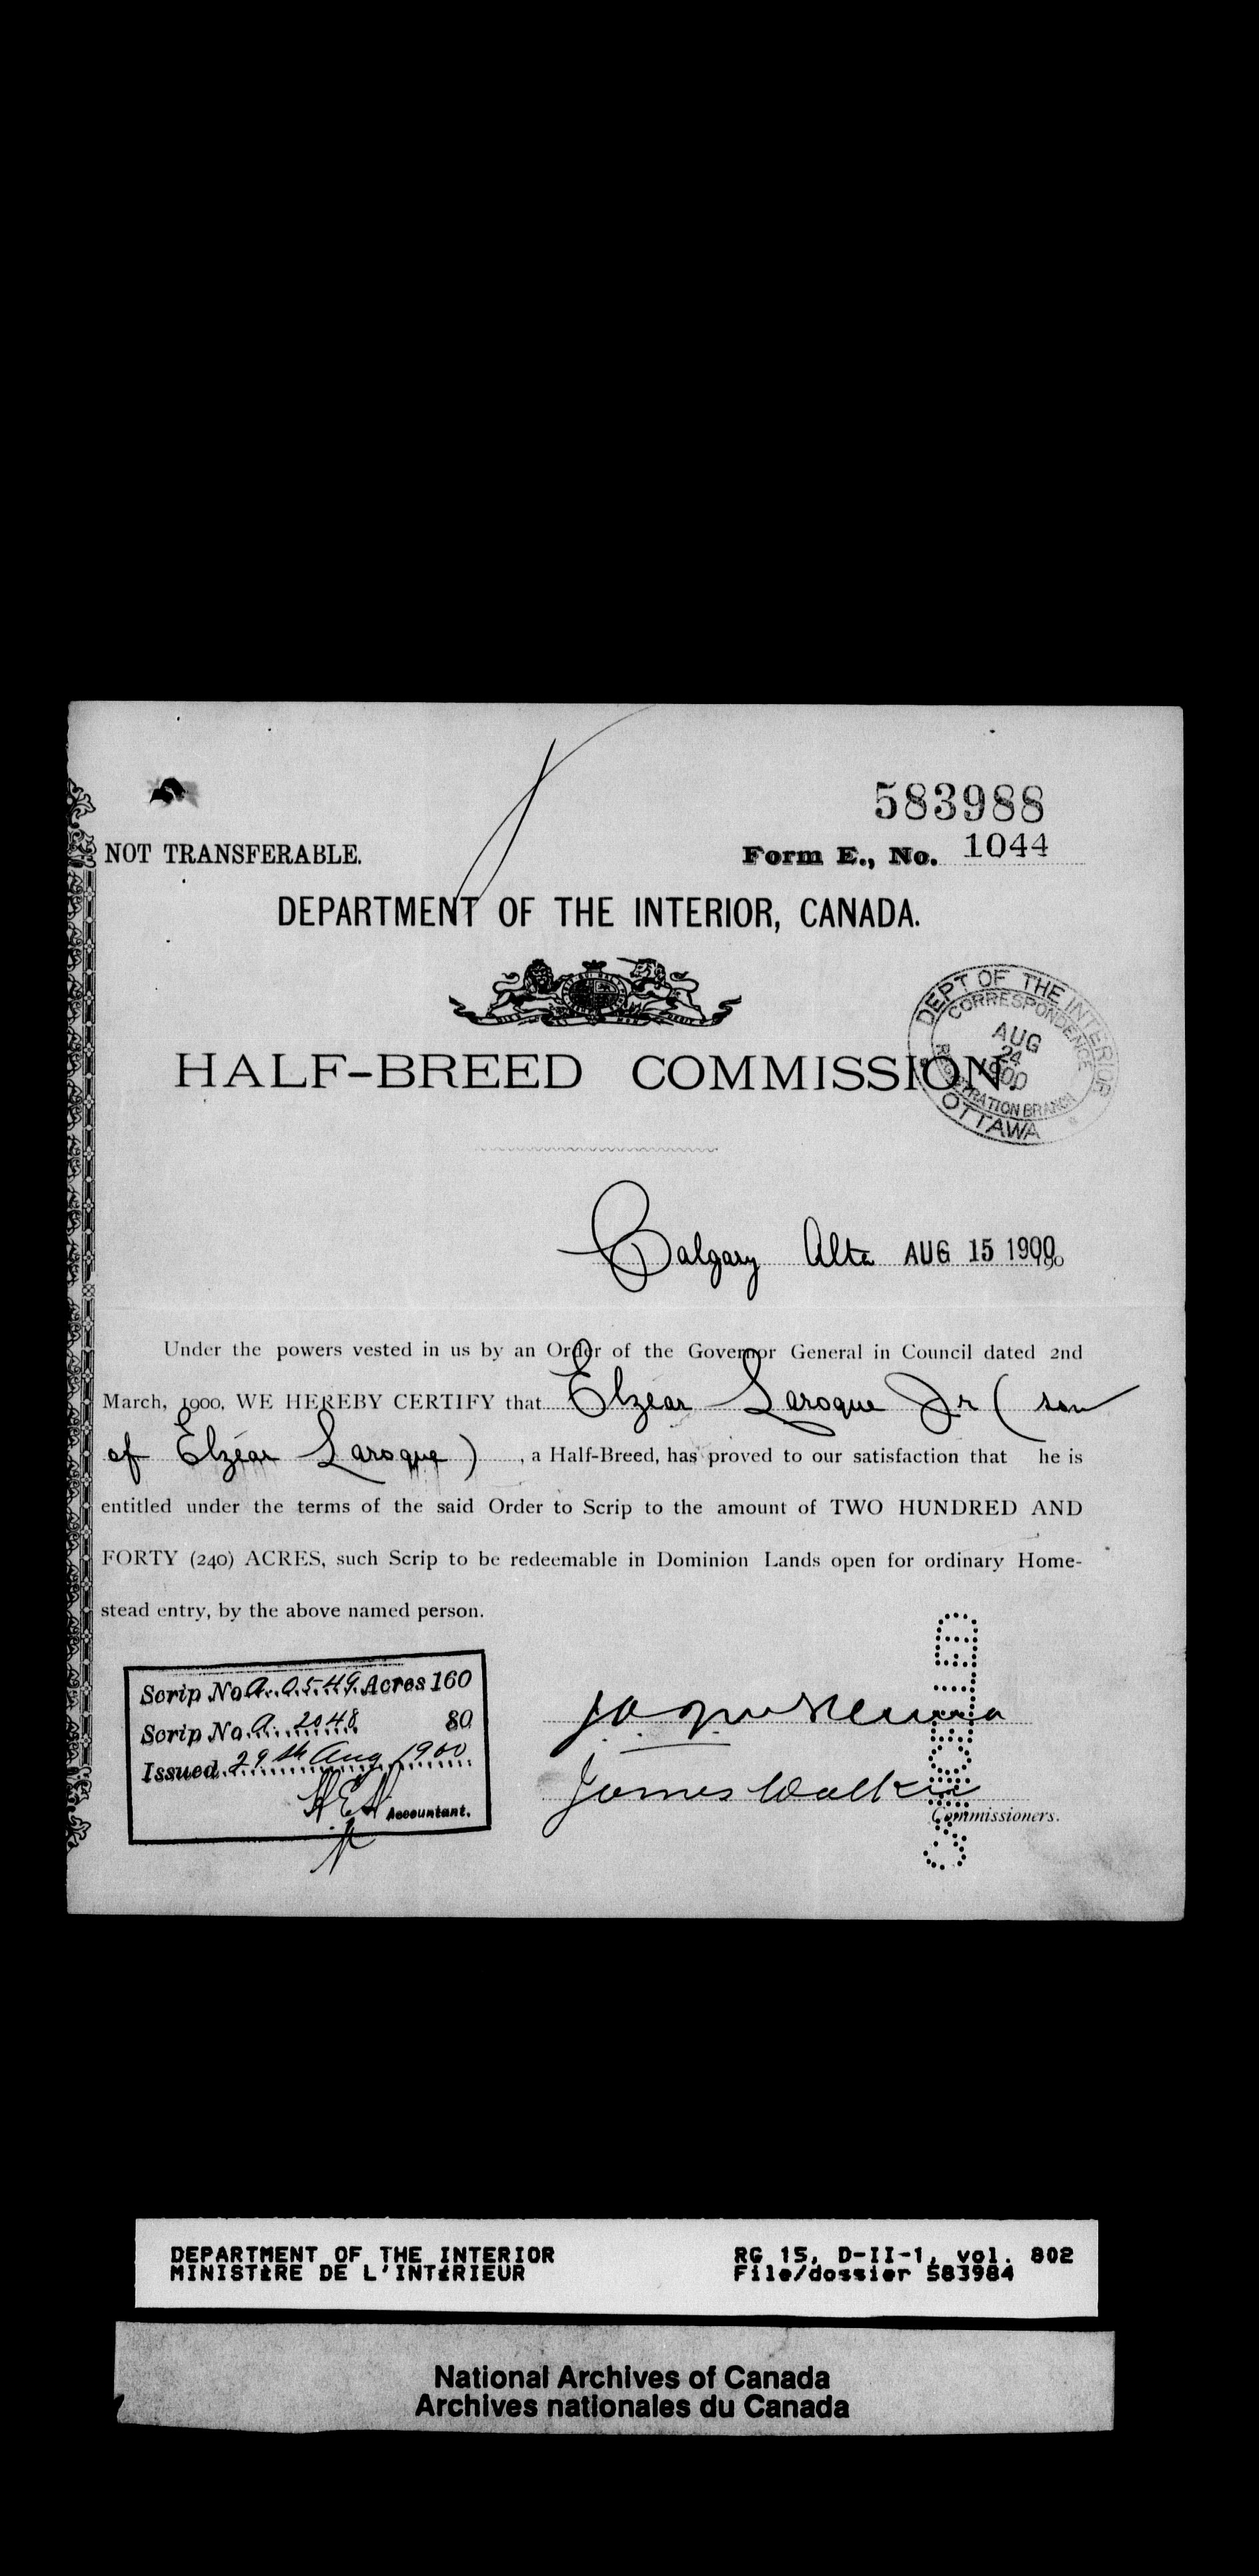 583988
NOT TRANSFERABLE.
Form E., No. 1044
DEPARTMENT OF THE INTERIOR, CANADA.
HALF-BREED COMMISSION.
DEPT OF THE INTERIOR
CORRESPONDENCE
AUG
24
1900
REGISTRATION BRANCH
OTTAWA
Calgary Alta AUG 15 1900
Under the powers vested in us by an Order of the Governor General in Council dated 2nd
March, 1900, WE HEREBY CERTIFY that Elzéar Laroque Jr (son
of Elzéar Laroque), a Half-Breed, has proved to our satisfaction that he is
entitled under the terms of the said Order to Scrip to the amount of TWO HUNDRED AND
FORTY (240) ACRES, such Scrip to be redeemable in Dominion Lands open for ordinary Home-
stead entry, by the above named person.
Scrip No A. 0549 Acres 160
Scrip No A. 2048 80
Issued 29th Aug 1900
Accountant.
James Walker
Commissioners.
DEPARTMENT OF THE INTERIOR
MINISTÈRE DE L'INTÉRIEUR
RG 15, D-II-1, vol. 802
File/dossier 583984
National Archives of Canada
Archives nationales du Canada